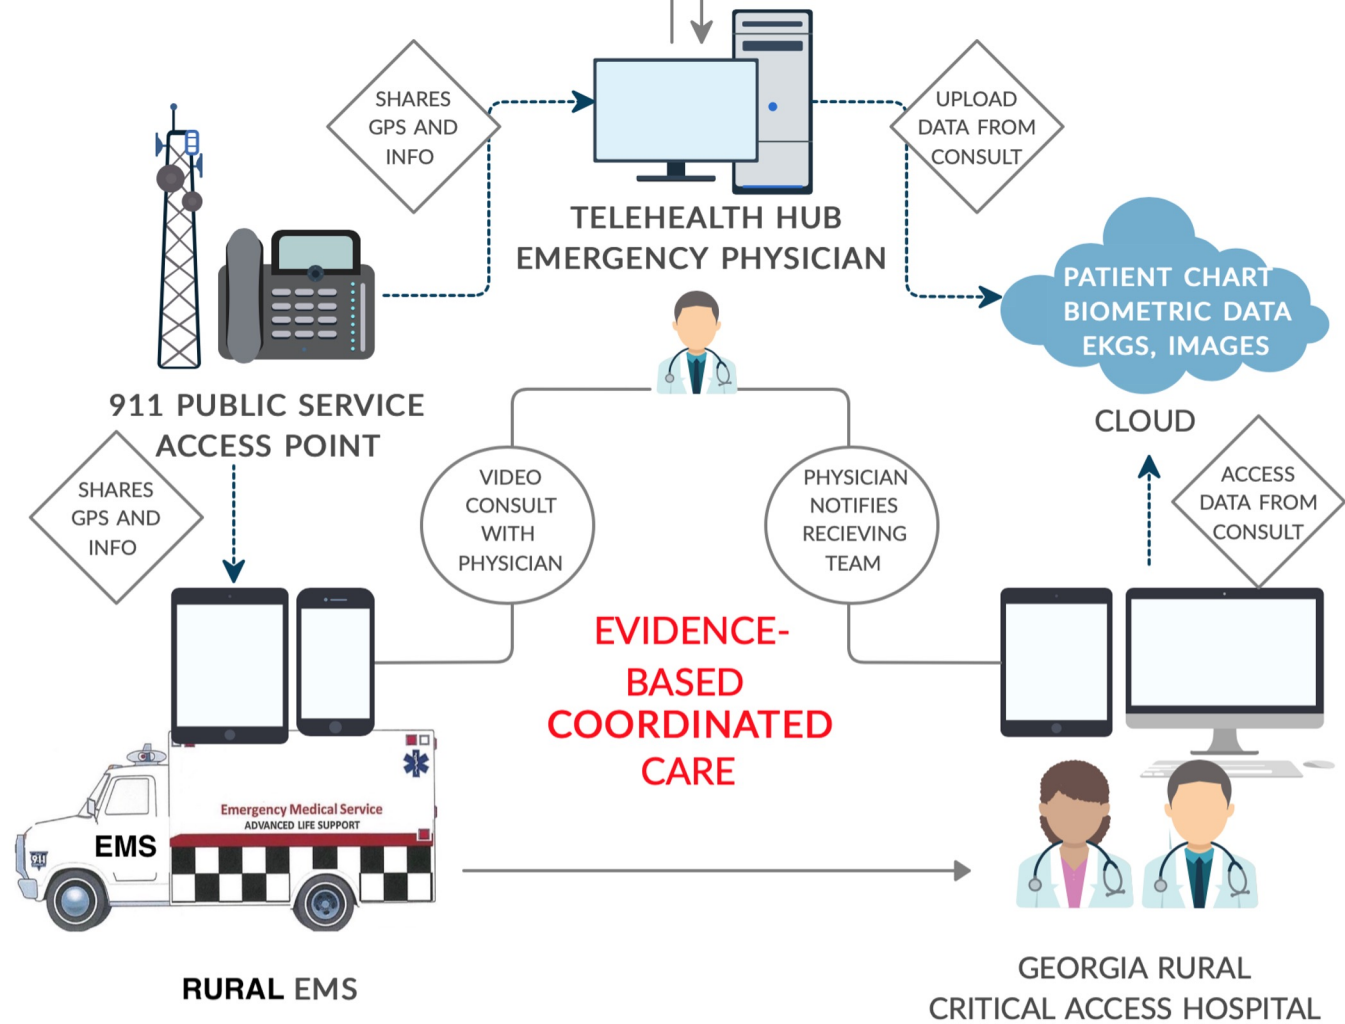 SHARES
GPS AND
INFO
UPLOAD
DATA FROM
CONSULT
TELEHEALTH HUB
EMERGENCY PHYSICIAN
PATIENT CHART
BIOMETRIC DATA
EKGS, IMAGES
CLOUD
911 PUBLIC SERVICE
ACCESS POINT
SHARES
GPS AND
INFO
VIDEO
CONSULT
WITH
PHYSICIAN
PHYSICIAN
NOTIFIES
RECIEVING
TEAM
ACCESS
DATA FROM
CONSULT
EVIDENCE-
BASED
COORDINATED
CARE
Emergency Medical Service
ADVANCED LIFE SUPPORT
EMS
911
RURAL EMS
GEORGIA RURAL
CRITICAL ACCESS HOSPITAL